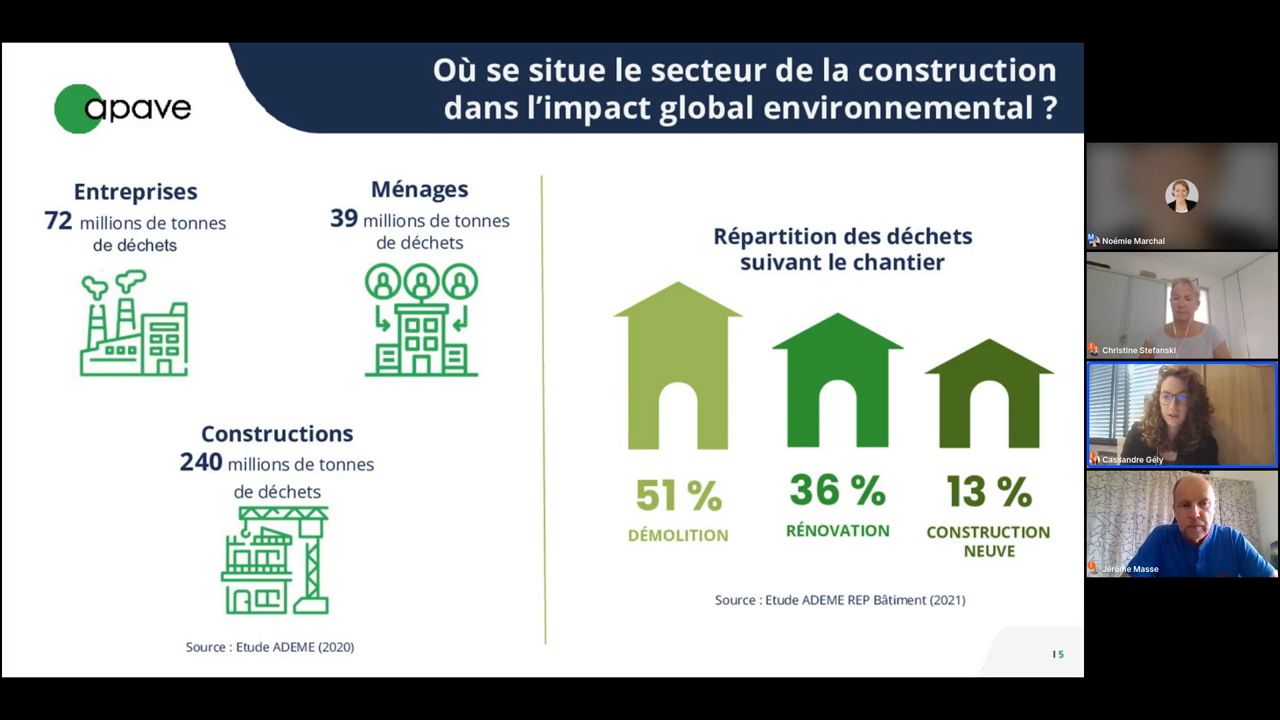 apave
Où se situe le secteur de la construction
dans l’impact global environnemental ?
Entreprises
72 millions de tonnes
de déchets
Ménages
39 millions de tonnes
de déchets
Constructions
240 millions de tonnes
de déchets
Source : Etude ADEME (2020)
Répartition des déchets
suivant le chantier
51 %
DÉMOLITION
36 %
RÉNOVATION
13 %
CONSTRUCTION
NEUVE
Source : Etude ADEME REP Bâtiment (2021)
I 5
Noémie Marchal
Christine Stefanski
Cassandre Gély
Jérôme Masse